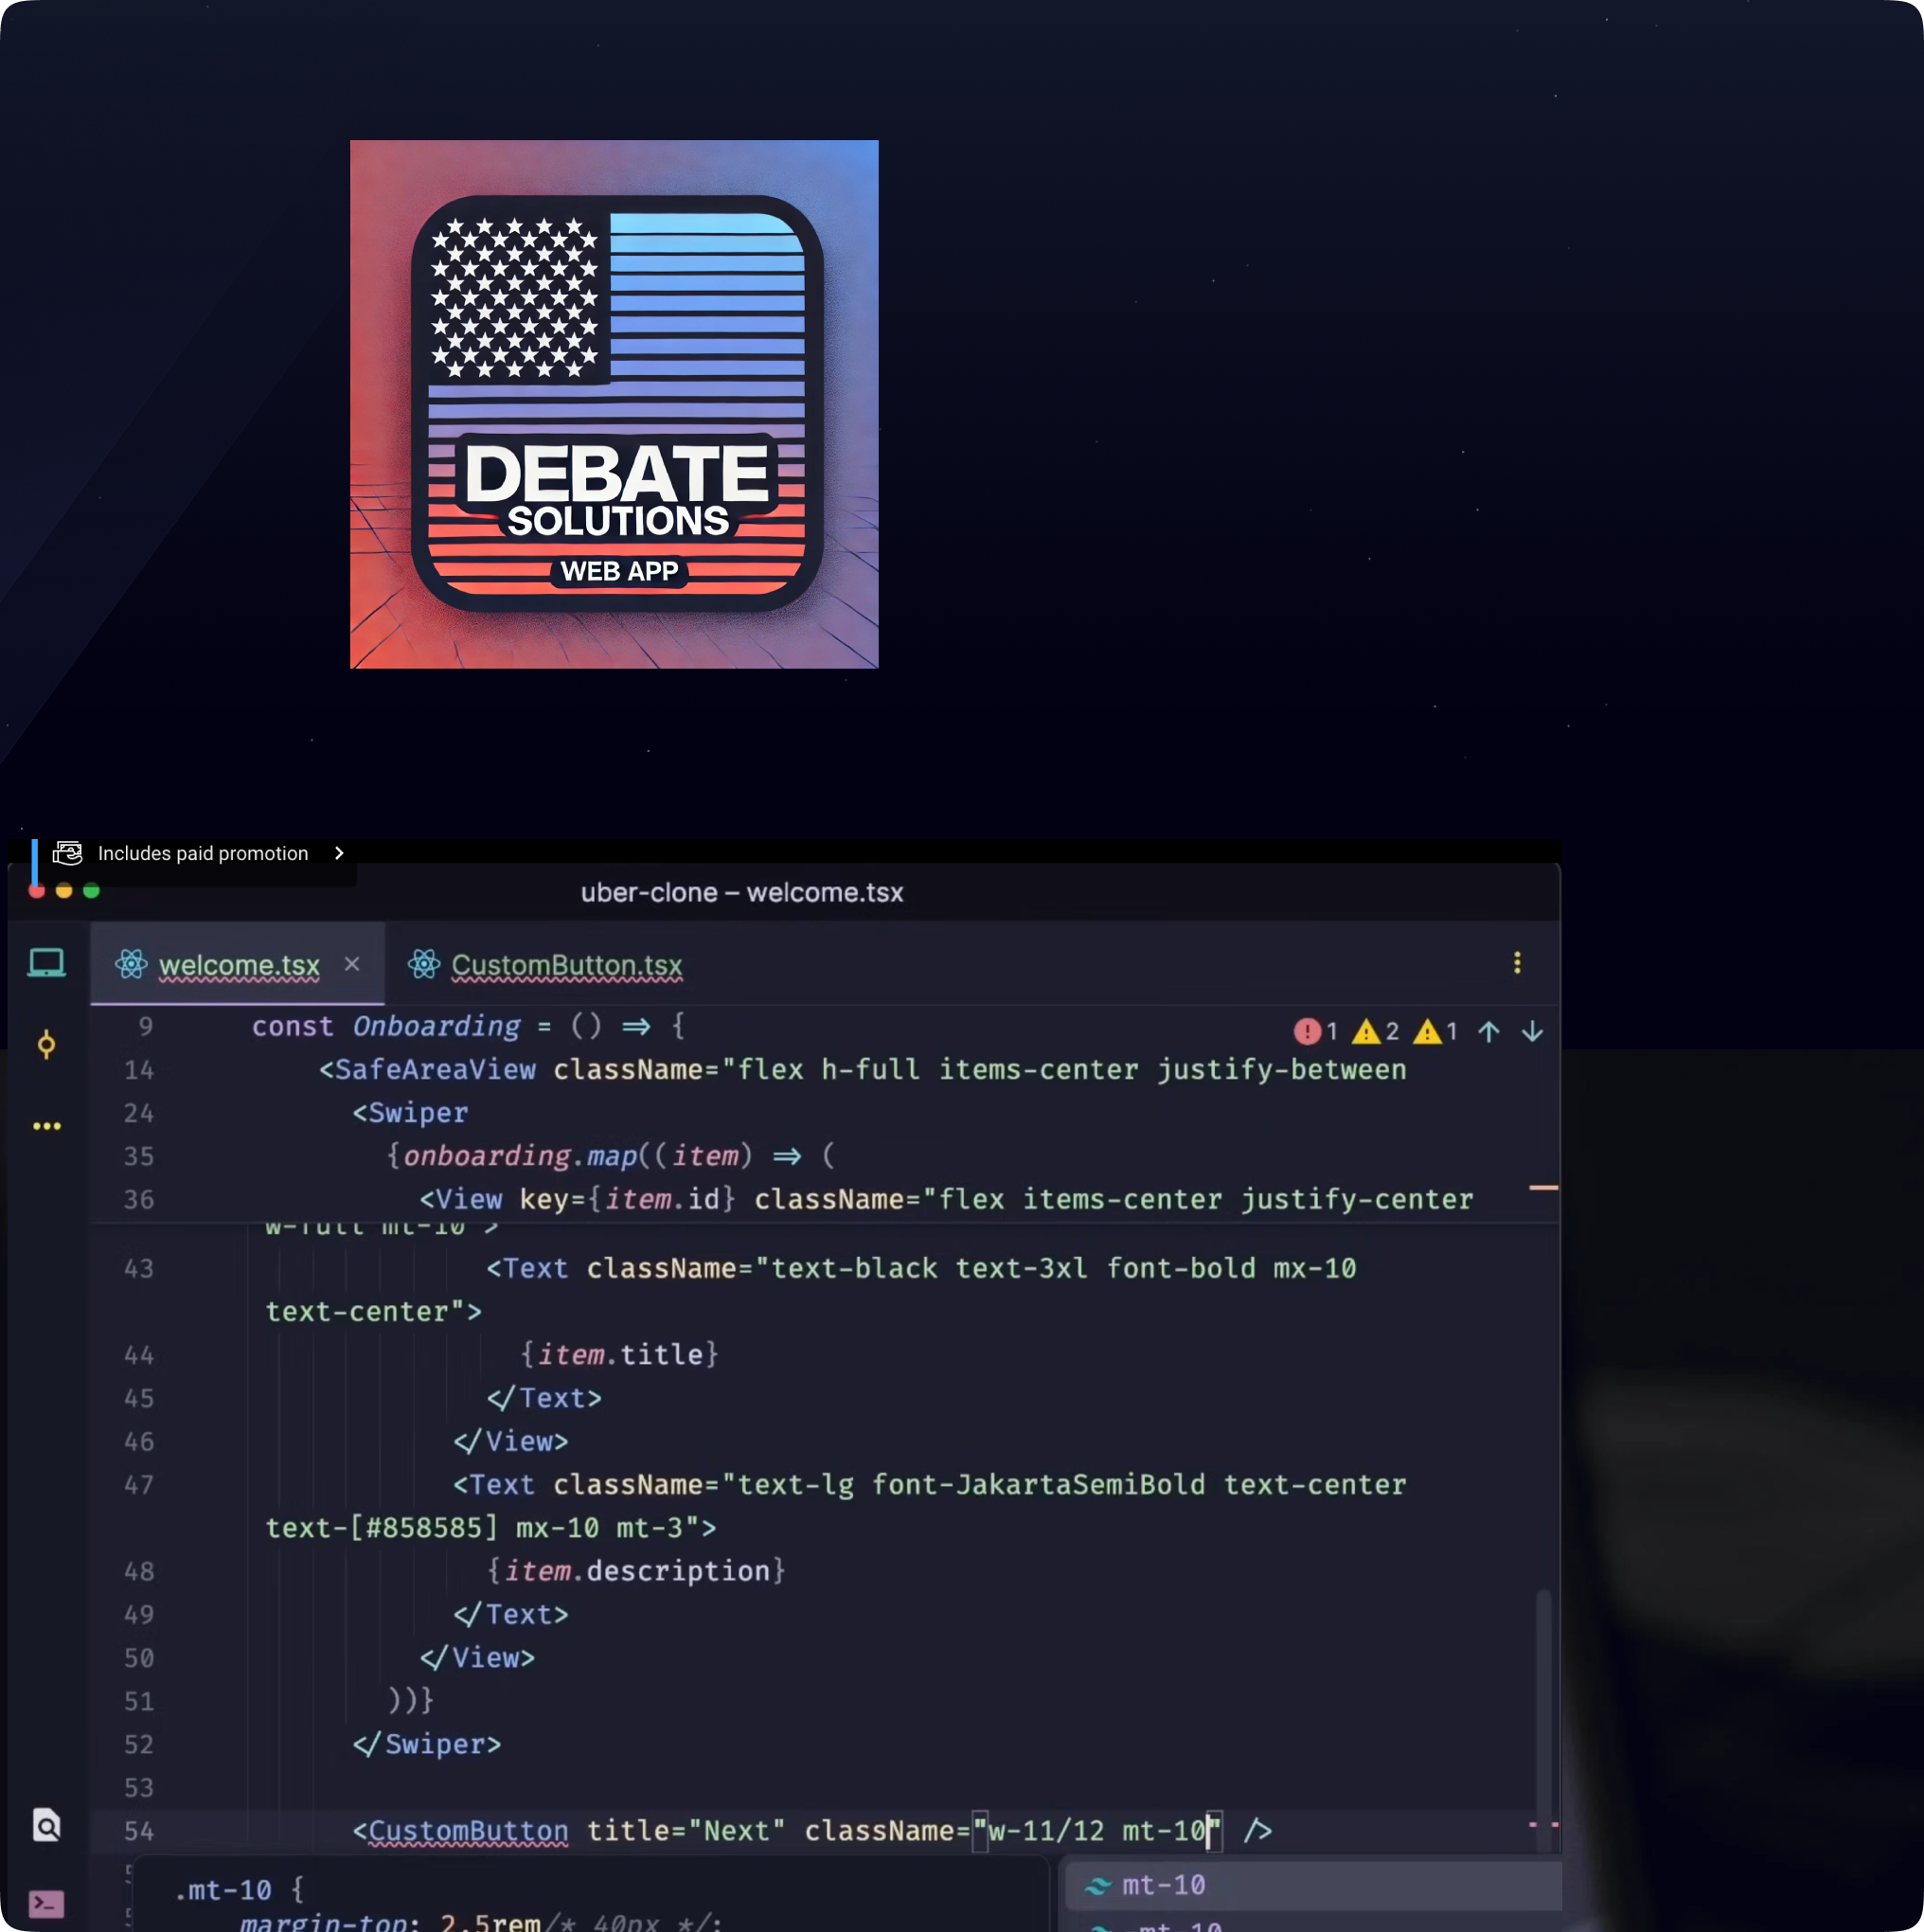 DEBATE
SOLUTIONS
WEB APP
Includes paid promotion
uber-clone – welcome.tsx
welcome.tsx
CustomButton.tsx
9 const Onboarding = () => {
1 2 1
14 <SafeAreaView className="flex h-full items-center justify-between
24 <Swiper
35 {onboarding.map((item) => (
36 <View key={item.id} className="flex items-center justify-center
w-full mt-10">
43 <Text className="text-black text-3xl font-bold mx-10
text-center">
44 {item.title}
45 </Text>
46 </View>
47 <Text className="text-lg font-JakartaSemiBold text-center
text-[#858585] mx-10 mt-3">
48 {item.description}
49 </Text>
50 </View>
51 ))}
52 </Swiper>
53
54 <CustomButton title="Next" className="w-11/12 mt-10" />
.mt-10 {
margin-top: 2.5rem/* 40px */;
mt-10
-mt-10